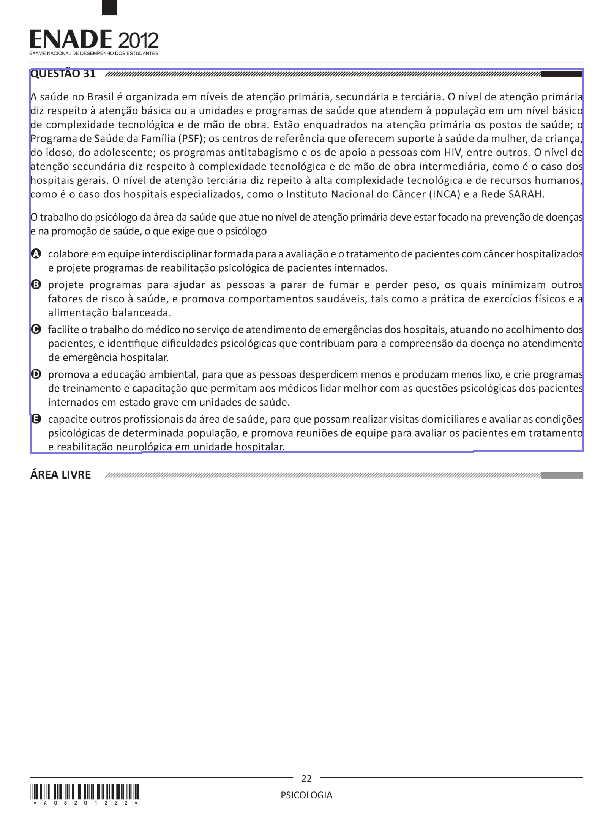 ENADE 2012
EXAME NACIONAL DE DESEMPENHO DOS ESTUDANTES
QUESTÃO 31
A saúde no Brasil é organizada em níveis de atenção primária, secundária e terciária. O nível de atenção primária
diz respeito à atenção básica ou a unidades e programas de saúde que atendem à população em um nível básico
de complexidade tecnológica e de mão de obra. Estão enquadrados na atenção primária os postos de saúde; o
Programa de Saúde da Família (PSF); os centros de referência que oferecem suporte à saúde da mulher, da criança,
do idoso, do adolescente; os programas antitabagismo e os de apoio a pessoas com HIV, entre outros. O nível de
atenção secundária diz respeito à complexidade tecnológica e de mão de obra intermediária, como é o caso dos
hospitais gerais. O nível de atenção terciária diz repeito à alta complexidade tecnológica e de recursos humanos,
como é o caso dos hospitais especializados, como o Instituto Nacional do Câncer (INCA) e a Rede SARAH.
O trabalho do psicólogo da área da saúde que atue no nível de atenção primária deve estar focado na prevenção de doenças
e na promoção de saúde, o que exige que o psicólogo
A colabore em equipe interdisciplinar formada para a avaliação e o tratamento de pacientes com câncer hospitalizados
e projete programas de reabilitação psicológica de pacientes internados.
B projete programas para ajudar as pessoas a parar de fumar e perder peso, os quais minimizam outros
fatores de risco à saúde, e promova comportamentos saudáveis, tais como a prática de exercícios físicos e a
alimentação balanceada.
C facilite o trabalho do médico no serviço de atendimento de emergências dos hospitais, atuando no acolhimento dos
pacientes, e identifique dificuldades psicológicas que contribuam para a compreensão da doença no atendimento
de emergência hospitalar.
D promova a educação ambiental, para que as pessoas desperdicem menos e produzam menos lixo, e crie programas
de treinamento e capacitação que permitam aos médicos lidar melhor com as questões psicológicas dos pacientes
internados em estado grave em unidades de saúde.
E capacite outros profissionais da área de saúde, para que possam realizar visitas domiciliares e avaliar as condições
psicológicas de determinada população, e promova reuniões de equipe para avaliar os pacientes em tratamento
e reabilitação neurológica em unidade hospitalar.
ÁREA LIVRE
22
PSICOLOGIA
* A 0 8 2 0 1 2 2 2 *